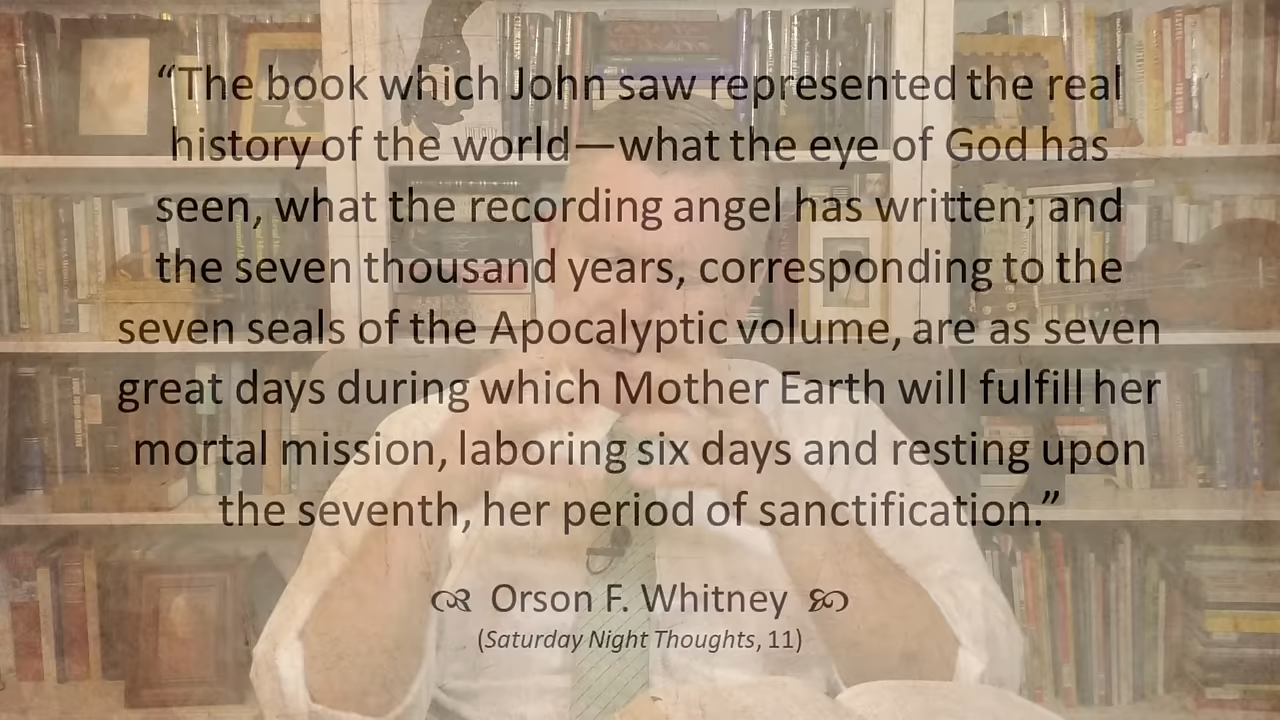 “The book which John saw represented the real
history of the world—what the eye of God has
seen, what the recording angel has written; and
the seven thousand years, corresponding to the
seven seals of the Apocalyptic volume, are as seven
great days during which Mother Earth will fulfill her
mortal mission, laboring six days and resting upon
the seventh, her period of sanctification.”
Orson F. Whitney
(Saturday Night Thoughts, 11)